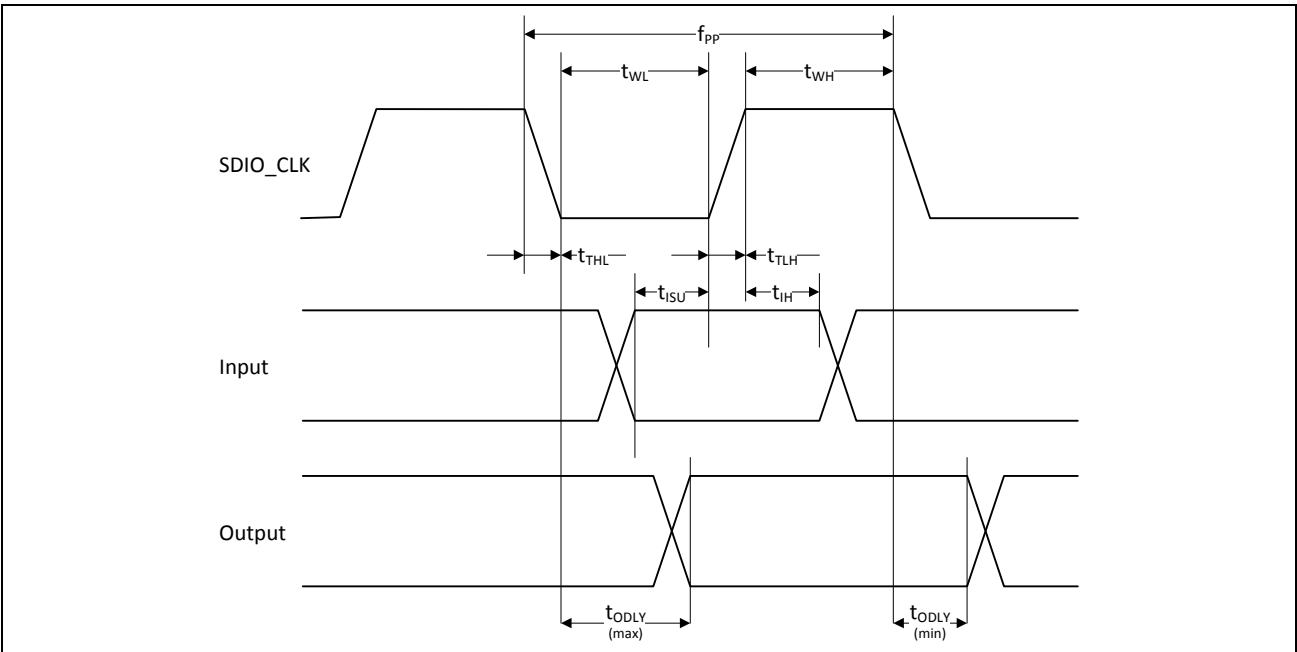 fPP
tWL
tWH
SDIO_CLK
tTHL
tTLH
tISU
tIH
Input
Output
tODLY
(max)
tODLY
(min)